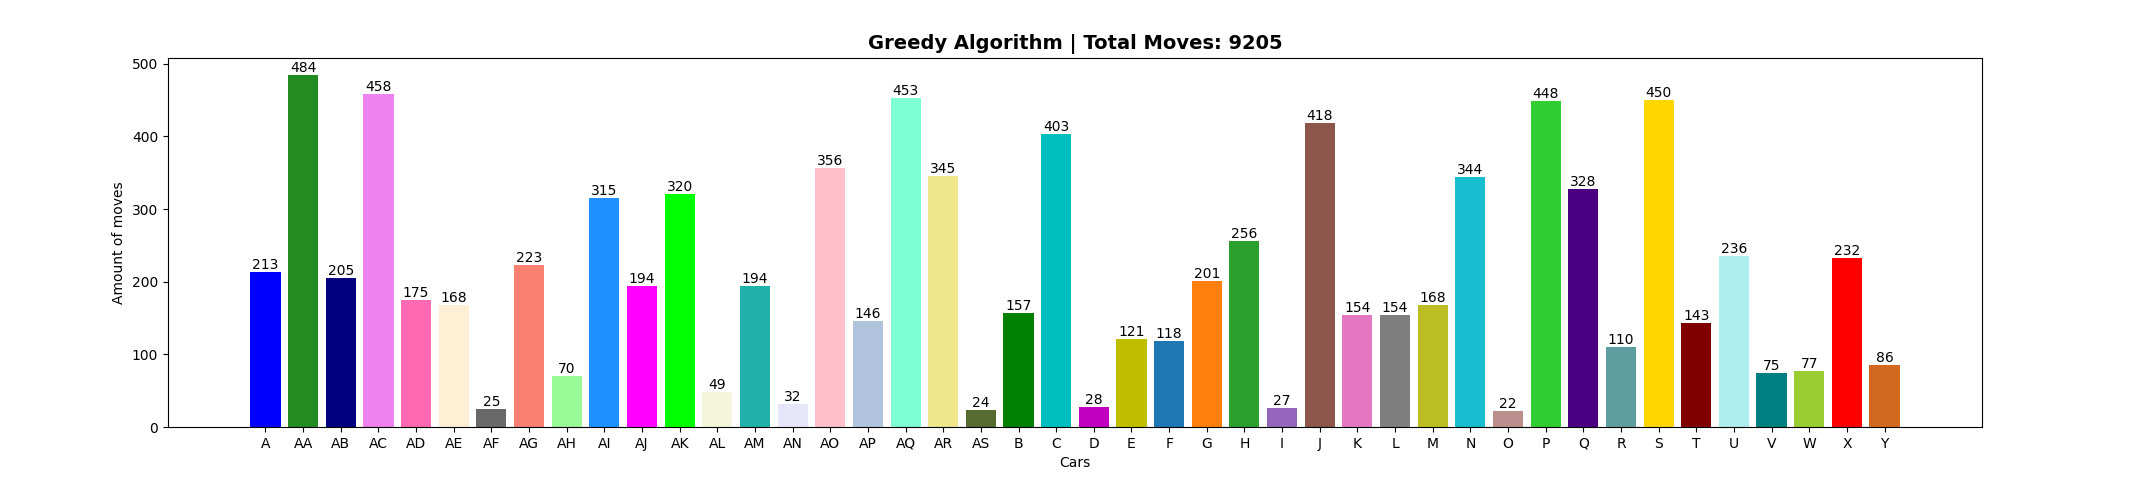 Greedy Algorithm | Total Moves: 9205
Amount of moves
500
400
300
200
100
0
213 484 205 458 175 168 25 223 70 315 194 320 49 194 32 356 146 453 345 24 157 403 28 121 118 201 256 27 418 154 154 168 344 22 448 328 110 450 143 236 75 77 232 86
A AA AB AC AD AE AF AG AH AI AJ AK AL AM AN AO AP AQ AR AS B C D E F G H I J K L M N O P Q R S T U V W X Y
Cars